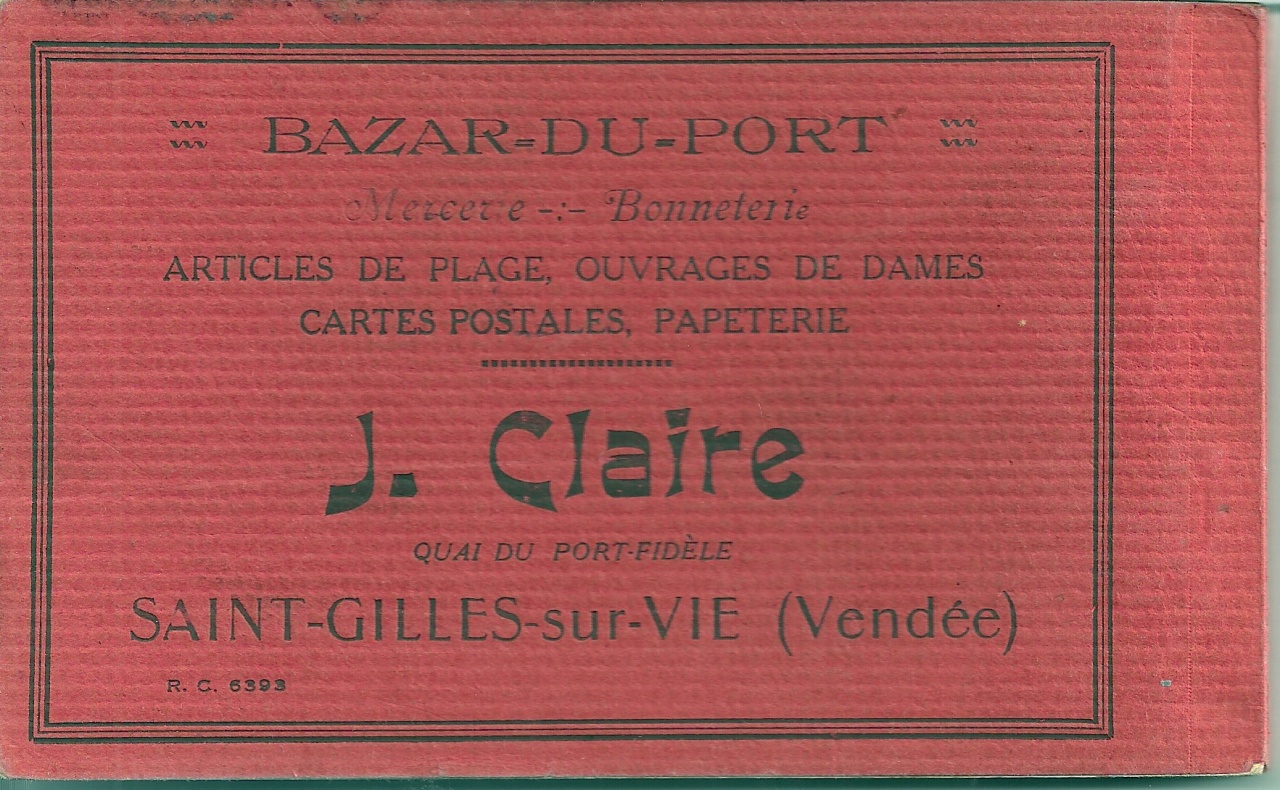 BAZAR=DU=PORT
Mercerie -:- Bonneterie
ARTICLES DE PLAGE, OUVRAGES DE DAMES
CARTES POSTALES, PAPETERIE
J. Claire
QUAI DU PORT-FIDÈLE
SAINT-GILLES-sur-VIE (Vendée)
R. C. 6393